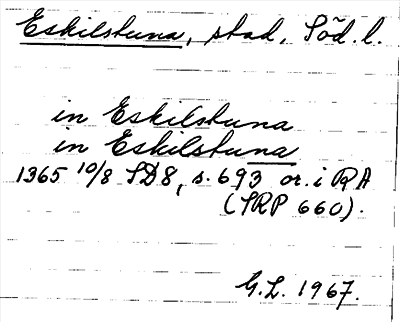 Eskilstuna, stad, Söd. l.
in Eskilstuna
in Eskilstuna
1365 10/8 SD8, s. 693 or. i RA
(SRP 660).
G.L. 1967.